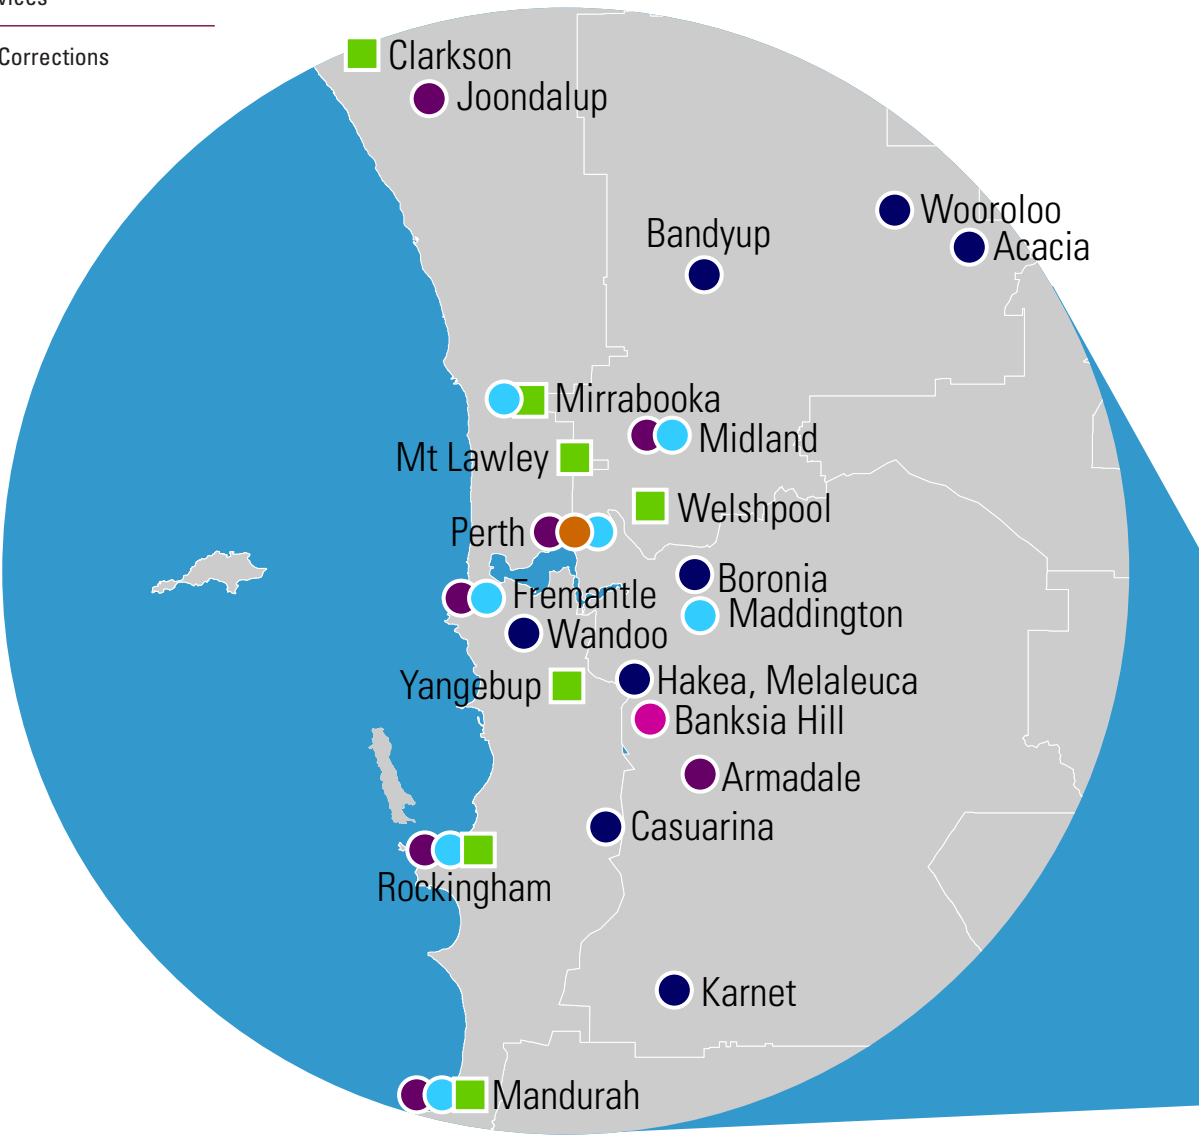 Corrections
Clarkson
Joondalup
Wooroloo
Bandyup
Acacia
Mirrabooka
Midland
Mt Lawley
Welshpool
Perth
Boronia
Fremantle
Maddington
Wandoo
Hakea, Melaleuca
Yangebup
Banksia Hill
Armadale
Casuarina
Rockingham
Karnet
Mandurah